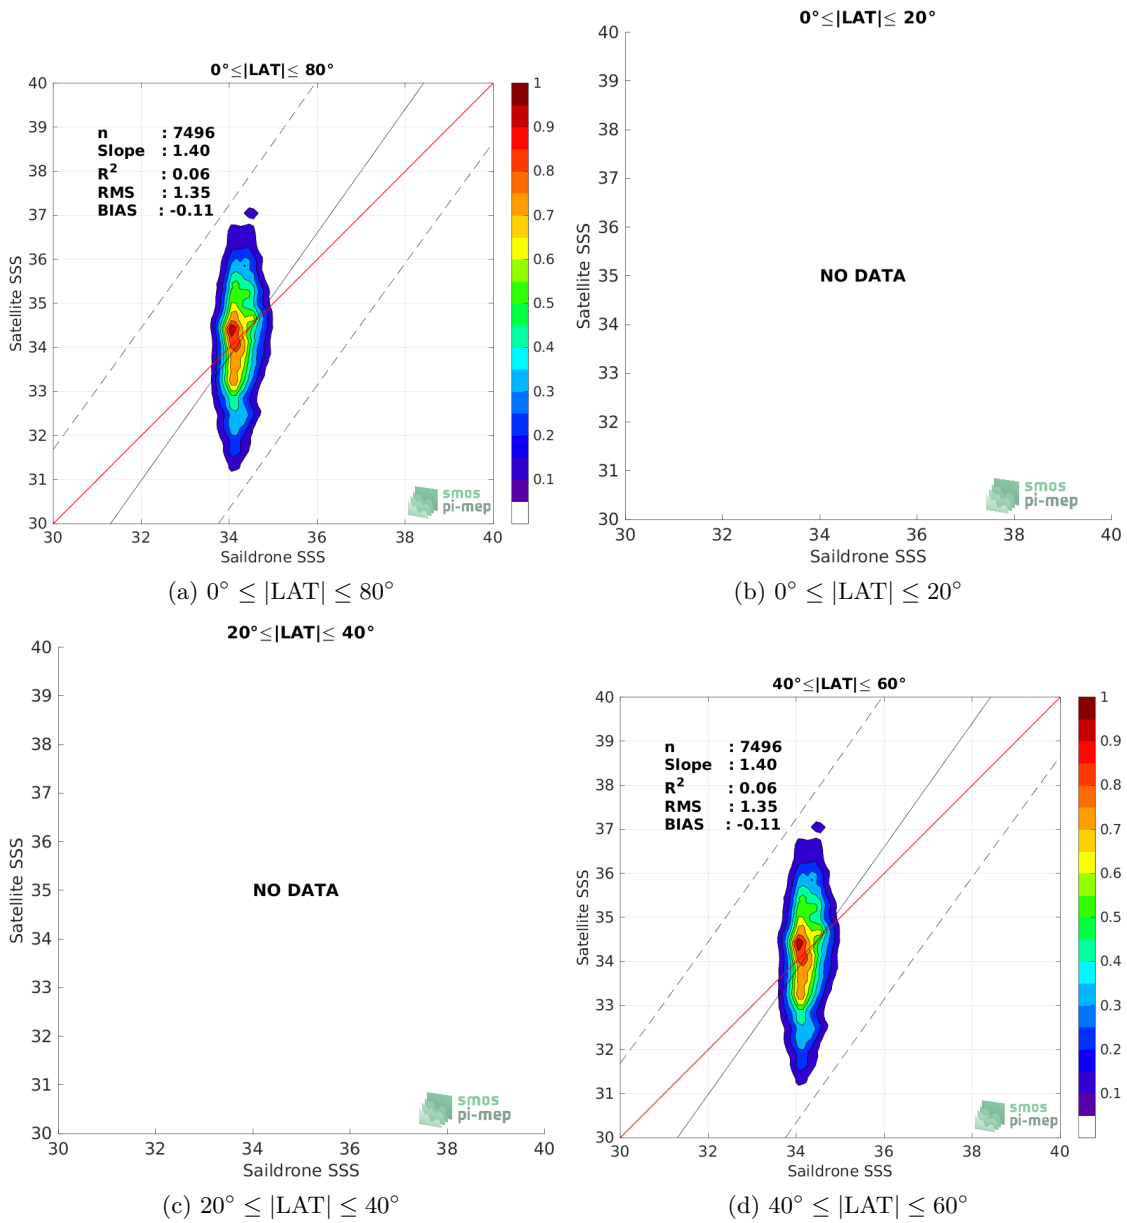 0°≤|LAT|≤ 80°
40
39
38
37
36
35
34
33
32
31
30
Satellite SSS
n : 7496
Slope : 1.40
R² : 0.06
RMS : 1.35
BIAS : -0.11
1
0.9
0.8
0.7
0.6
0.5
0.4
0.3
0.2
0.1
smos
pi-mep
30 32 34 36 38 40
Saildrone SSS
(a) 0° ≤ |LAT| ≤ 80°
0°≤|LAT|≤ 20°
40
39
38
37
36
35
34
33
32
31
30
Satellite SSS
NO DATA
smos
pi-mep
30 32 34 36 38 40
Saildrone SSS
(b) 0° ≤ |LAT| ≤ 20°
20°≤|LAT|≤ 40°
40
39
38
37
36
35
34
33
32
31
30
Satellite SSS
NO DATA
smos
pi-mep
30 32 34 36 38 40
Saildrone SSS
(c) 20° ≤ |LAT| ≤ 40°
40°≤|LAT|≤ 60°
40
39
38
37
36
35
34
33
32
31
30
Satellite SSS
n : 7496
Slope : 1.40
R² : 0.06
RMS : 1.35
BIAS : -0.11
1
0.9
0.8
0.7
0.6
0.5
0.4
0.3
0.2
0.1
smos
pi-mep
30 32 34 36 38 40
Saildrone SSS
(d) 40° ≤ |LAT| ≤ 60°